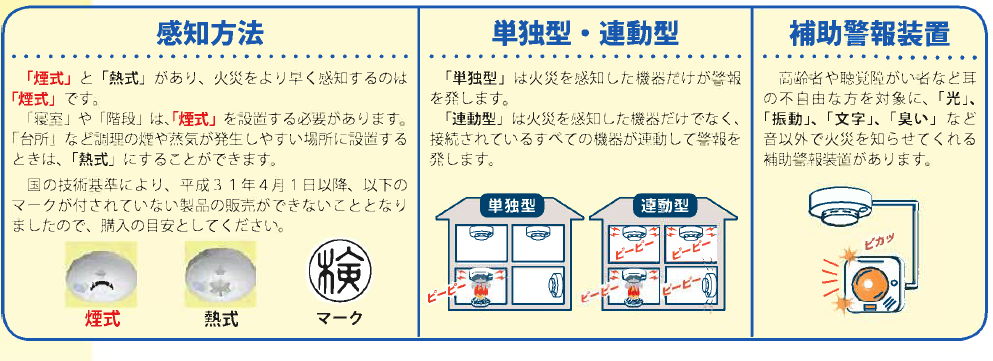 感知方法
「煙式」と「熱式」があり、火災をより早く感知するのは
「煙式」です。
「寝室」や「階段」は、「煙式」を設置する必要があります。
「台所」など調理の煙や蒸気が発生しやすい場所に設置する
ときは、「熱式」にすることができます。
国の技術基準により、平成３１年４月１日以降、以下の
マークが付されていない製品の販売ができないこととなり
ましたので、購入の目安としてください。
煙式
熱式
検
マーク
単独型・連動型
「単独型」は火災を感知した機器だけが警報
を発します。
「連動型」は火災を感知した機器だけでなく、
接続されているすべての機器が連動して警報を
発します。
単独型
ピーピー
連動型
ピーピー
ピーピー
ピーピー
ピーピー
補助警報装置
高齢者や聴覚障がい者など耳
の不自由な方を対象に、「光」、
「振動」、「文字」、「臭い」など
音以外で火災を知らせてくれる
補助警報装置があります。
ピカッ